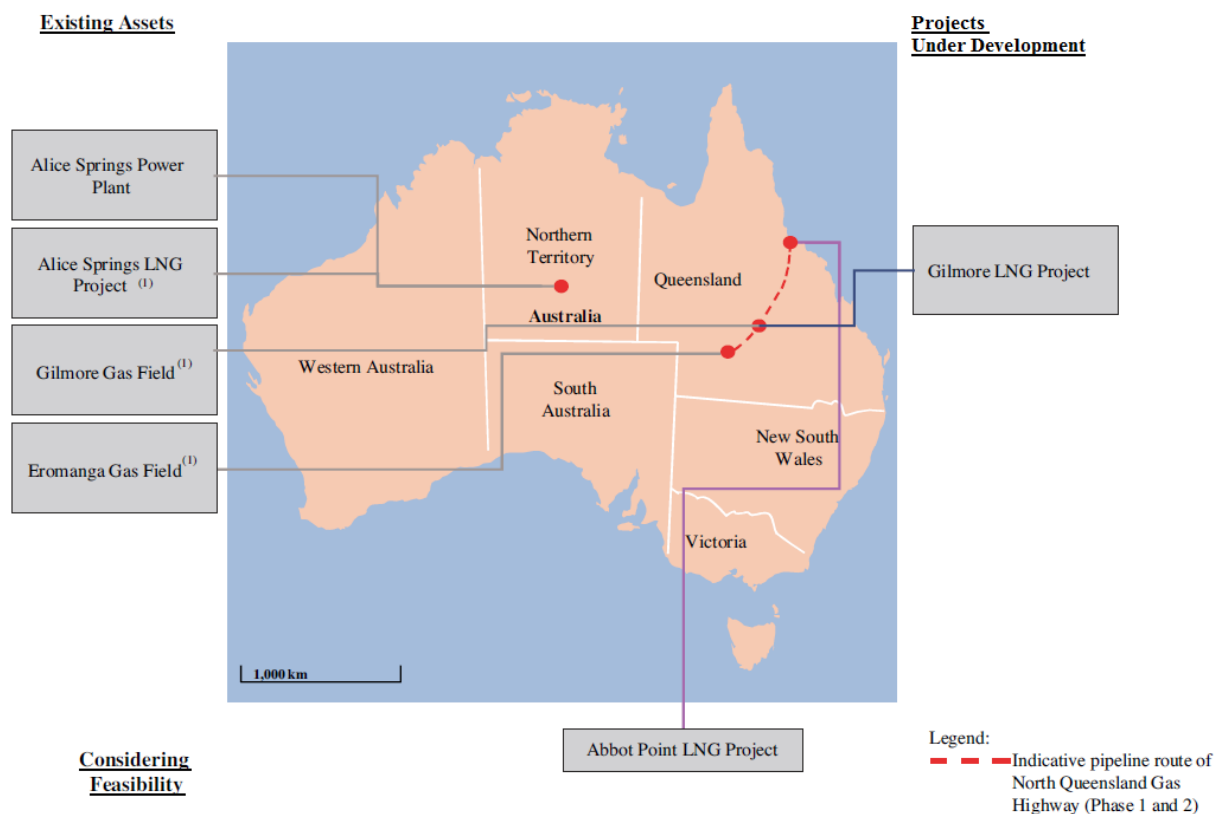 Existing Assets
Projects
Under Development
Alice Springs Power
Plant
Alice Springs LNG
Project (1)
Gilmore Gas Field(1)
Eromanga Gas Field(1)
Northern
Territory
Queensland
Australia
Western Australia
South
Australia
New South
Wales
Victoria
Gilmore LNG Project
1,000 km
Abbot Point LNG Project
Considering
Feasibility
Legend:
Indicative pipeline route of
North Queensland Gas
Highway (Phase 1 and 2)